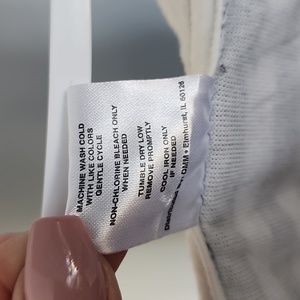 MACHINE WASH COLD
WITH LIKE COLORS
GENTLE CYCLE
NON-CHLORINE BLEACH ONLY
WHEN NEEDED
TUMBLE DRY LOW
REMOVE PROMPTLY
COOL IRON ONLY
IF NEEDED
• Elmhurst, IL 60126